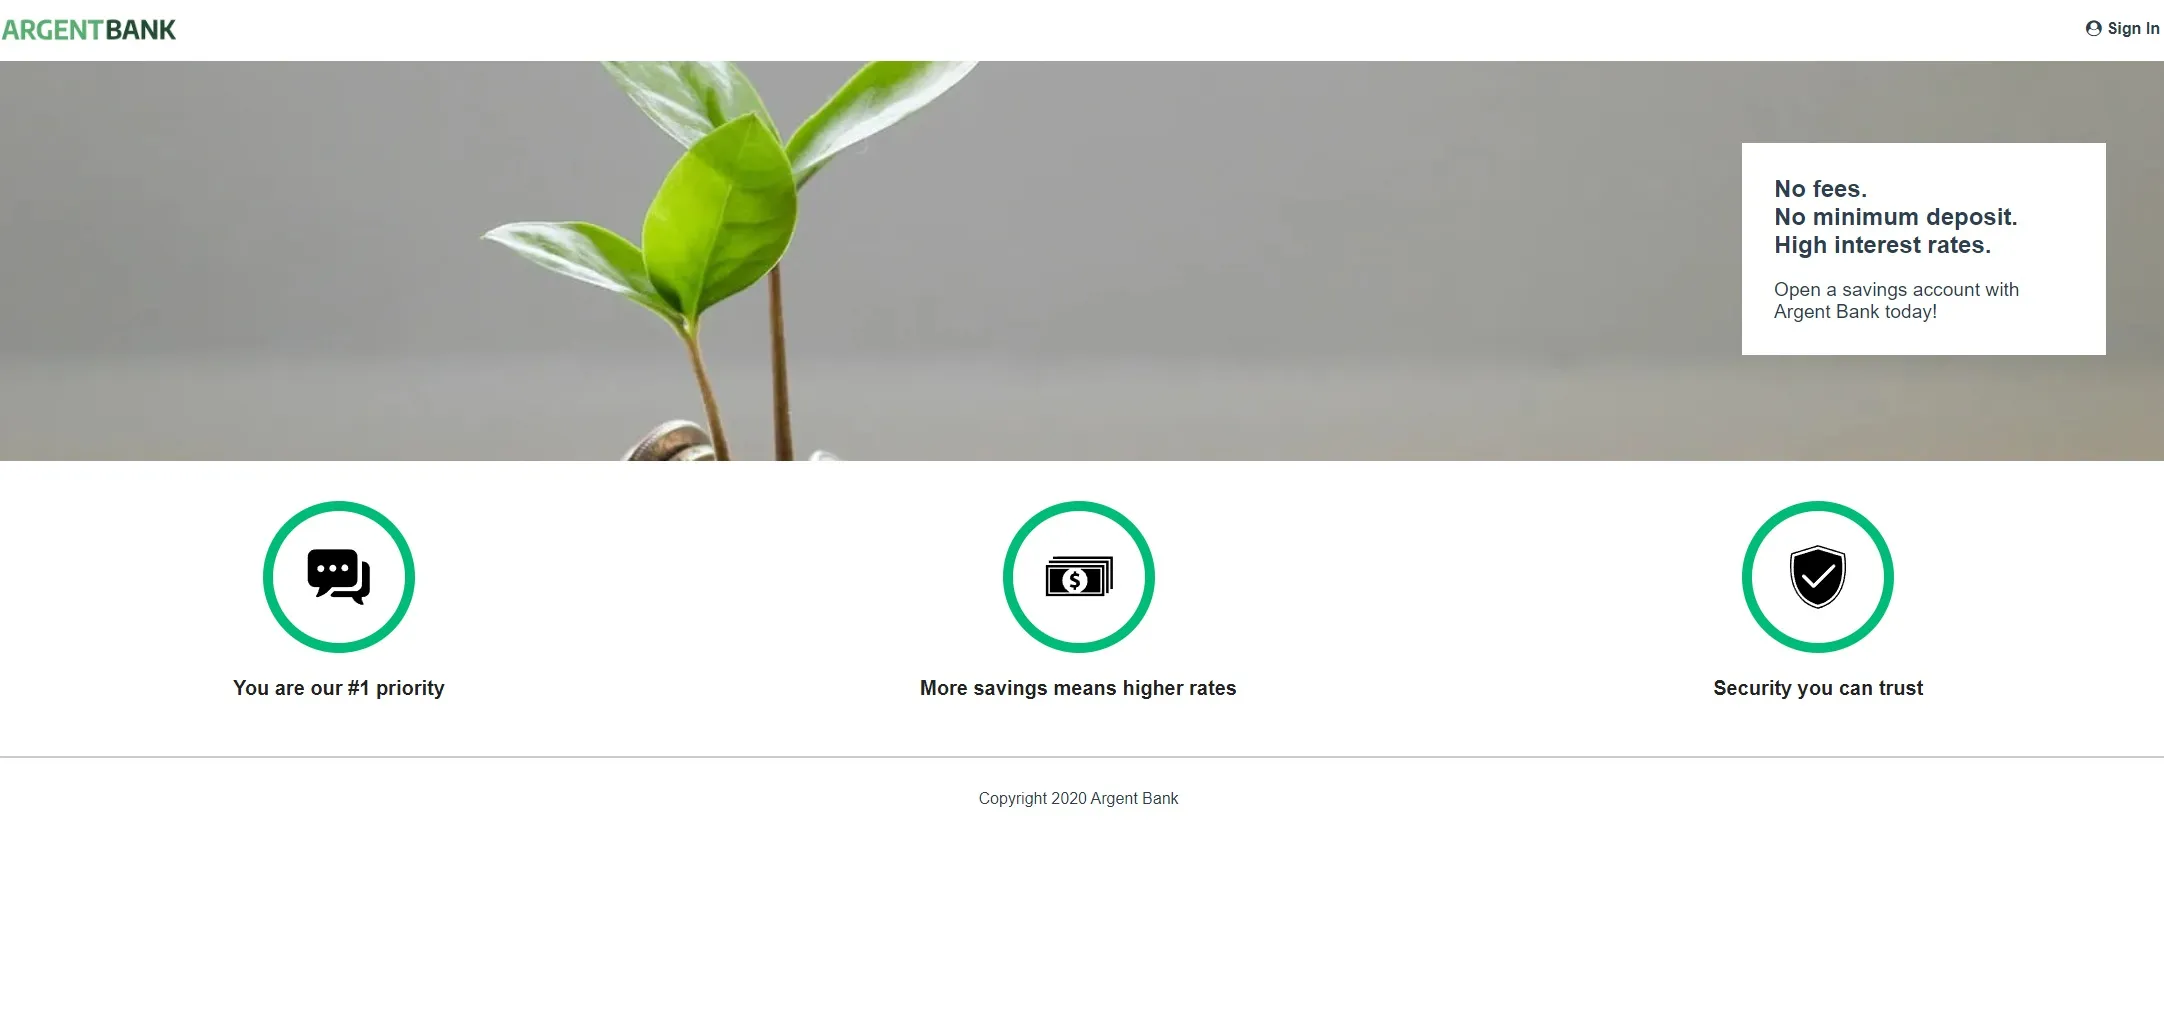 ARGENTBANK
Sign In
No fees.
No minimum deposit.
High interest rates.
Open a savings account with
Argent Bank today!
$
You are our #1 priority
More savings means higher rates
Security you can trust
Copyright 2020 Argent Bank